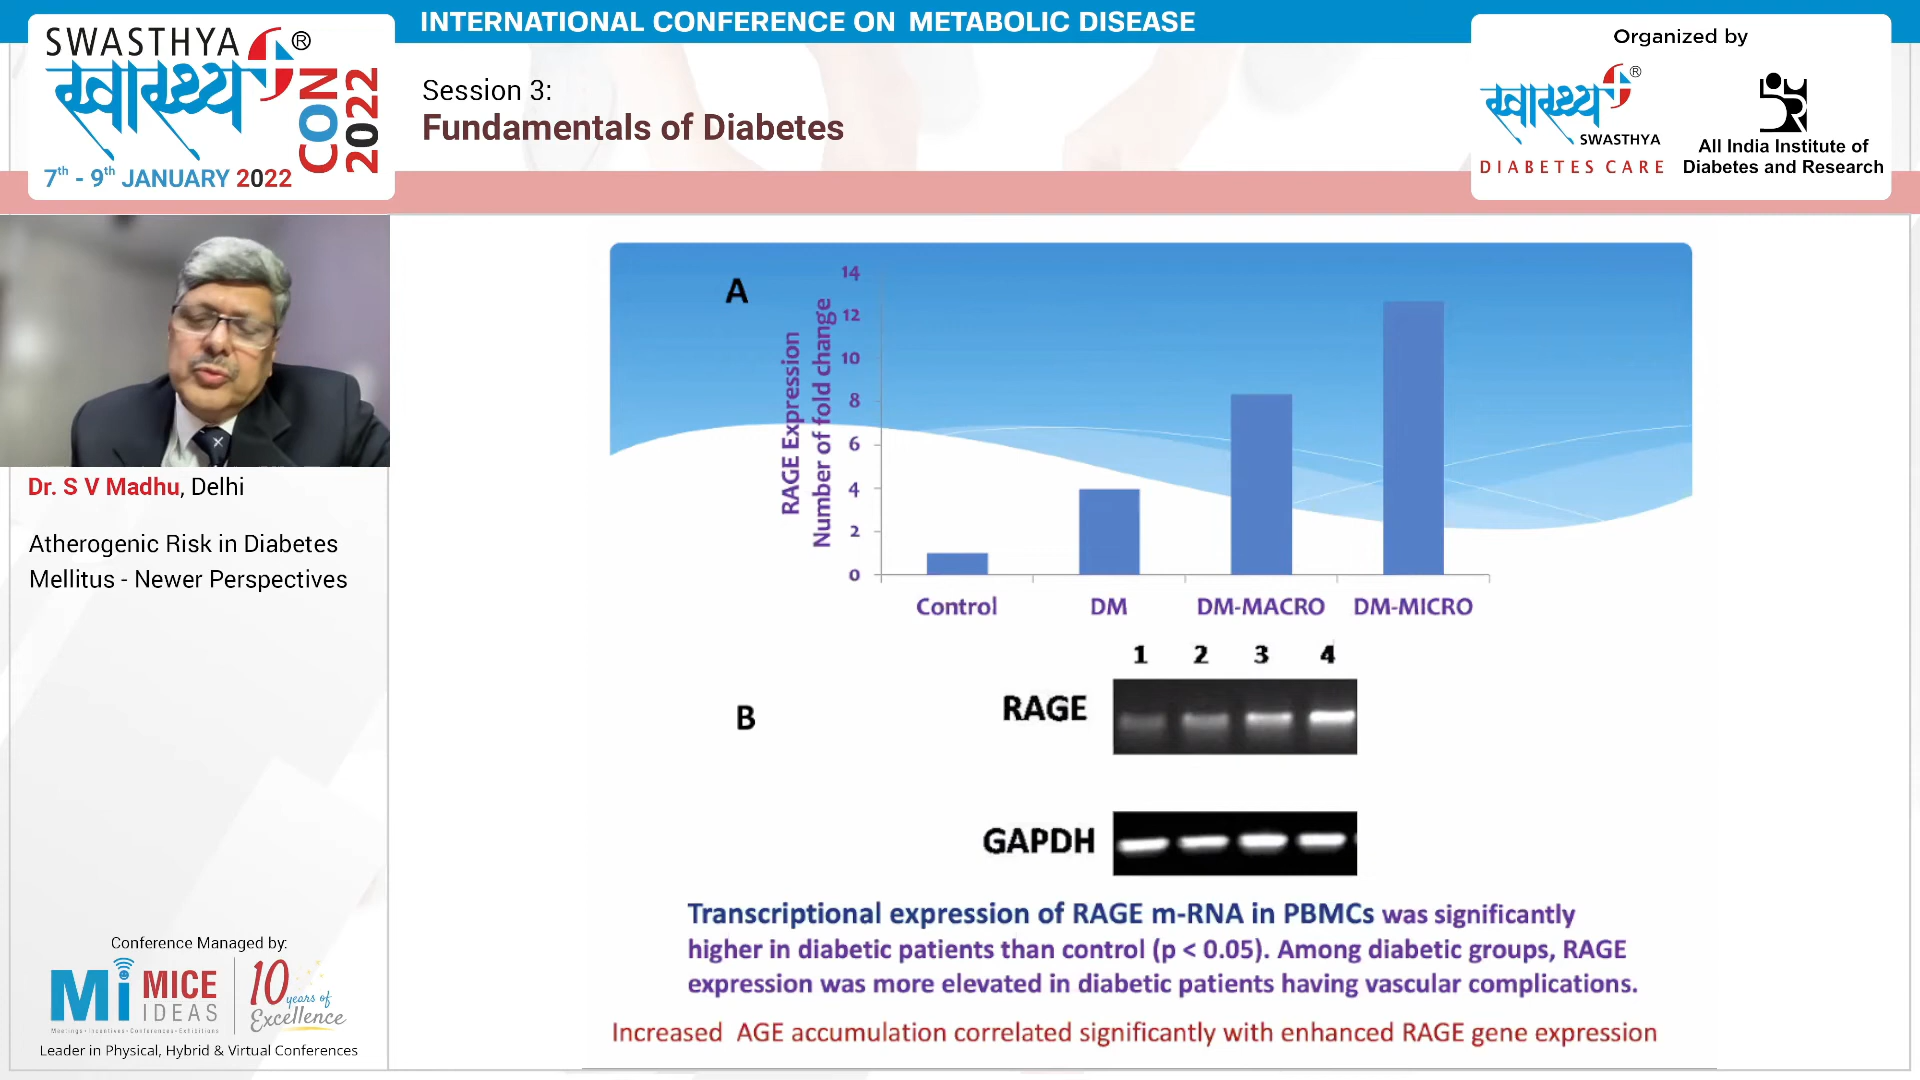 INTERNATIONAL CONFERENCE ON METABOLIC DISEASE
SWASTHYA
®
स्वास्थ्य
CON
2022
7th - 9th JANUARY 2022
Session 3:
Fundamentals of Diabetes
Organized by
स्वास्थ्य
®
SWASTHYA
DIABETES CARE
All India Institute of
Diabetes and Research
Dr. S V Madhu, Delhi
Atherogenic Risk in Diabetes
Mellitus - Newer Perspectives
Conference Managed by:
Mi MICE
IDEAS
Meetings • Incentives • Conferences • Exhibitions
10
years of
Excellence
Leader in Physical, Hybrid & Virtual Conferences
A
RAGE Expression
Number of fold change
14
12
10
8
6
4
2
0
Control DM DM-MACRO DM-MICRO
1 2 3 4
B
RAGE
GAPDH
Transcriptional expression of RAGE m-RNA in PBMCs was significantly
higher in diabetic patients than control (p < 0.05). Among diabetic groups, RAGE
expression was more elevated in diabetic patients having vascular complications.
Increased AGE accumulation correlated significantly with enhanced RAGE gene expression